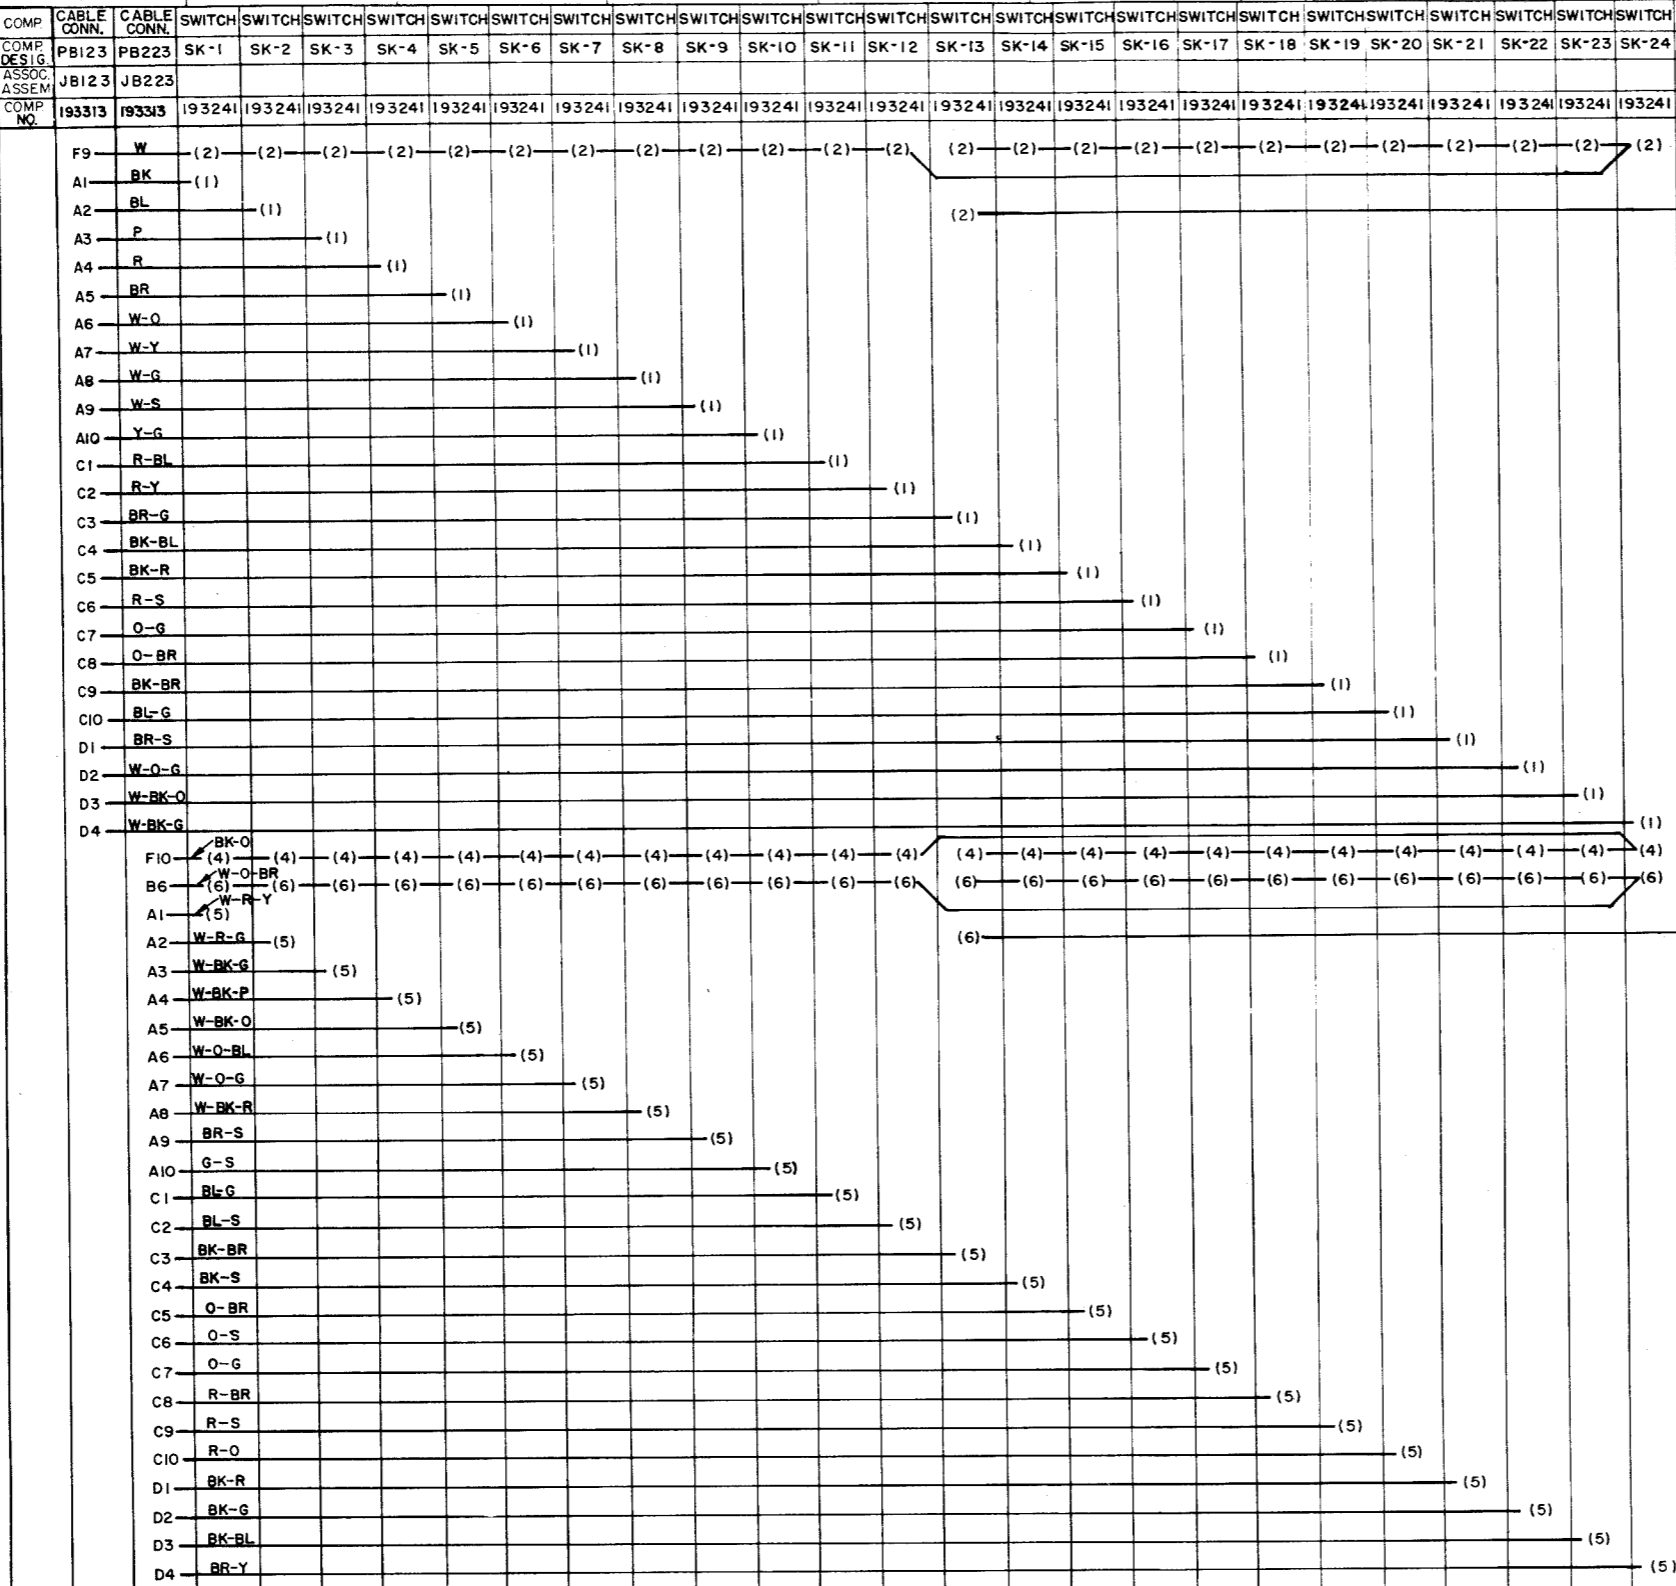 COMP. CABLE CONN. CABLE CONN. SWITCH SWITCH SWITCH SWITCH SWITCH SWITCH SWITCH SWITCH SWITCH SWITCH SWITCH SWITCH SWITCH SWITCH SWITCH SWITCH SWITCH SWITCH SWITCH SWITCH SWITCH SWITCH SWITCH SWITCH
COMP. DESIG. PB123 PB223 SK-1 SK-2 SK-3 SK-4 SK-5 SK-6 SK-7 SK-8 SK-9 SK-10 SK-11 SK-12 SK-13 SK-14 SK-15 SK-16 SK-17 SK-18 SK-19 SK-20 SK-21 SK-22 SK-23 SK-24
ASSOC. ASSEM JB123 JB223
COMP. NO. 193313 193313 193241 193241 193241 193241 193241 193241 193241 193241 193241 193241 193241 193241 193241 193241 193241 193241 193241 193241 193241 193241 193241 193241 193241 193241
F9 W (2) (2) (2) (2) (2) (2) (2) (2) (2) (2) (2) (2) (2) (2) (2) (2) (2) (2) (2) (2) (2) (2) (2) (2)
A1 BK (1)
A2 BL (1) (2)
A3 P (1)
A4 R (1)
A5 BR (1)
A6 W-O (1)
A7 W-Y (1)
A8 W-G (1)
A9 W-S (1)
A10 Y-G (1)
C1 R-BL (1)
C2 R-Y (1)
C3 BR-G (1)
C4 BK-BL (1)
C5 BK-R (1)
C6 R-S (1)
C7 O-G (1)
C8 O-BR (1)
C9 BK-BR (1)
C10 BL-G (1)
D1 BR-S (1)
D2 W-O-G (1)
D3 W-BK-O (1)
D4 W-BK-G (1)
F10 BK-O (4) (4) (4) (4) (4) (4) (4) (4) (4) (4) (4) (4) (4) (4) (4) (4) (4) (4) (4) (4) (4) (4) (4) (4)
B6 W-O-BR (6) (6) (6) (6) (6) (6) (6) (6) (6) (6) (6) (6) (6) (6) (6) (6) (6) (6) (6) (6) (6) (6) (6) (6)
A1 W-R-Y (5)
A2 W-R-G (5) (6)
A3 W-BK-G (5)
A4 W-BK-P (5)
A5 W-BK-O (5)
A6 W-O-BL (5)
A7 W-O-G (5)
A8 W-BK-R (5)
A9 BR-S (5)
A10 G-S (5)
C1 BL-G (5)
C2 BL-S (5)
C3 BK-BR (5)
C4 BK-S (5)
C5 O-BR (5)
C6 O-S (5)
C7 O-G (5)
C8 R-BR (5)
C9 R-S (5)
C10 R-O (5)
D1 BK-R (5)
D2 BK-G (5)
D3 BK-BL (5)
D4 BR-Y (5)